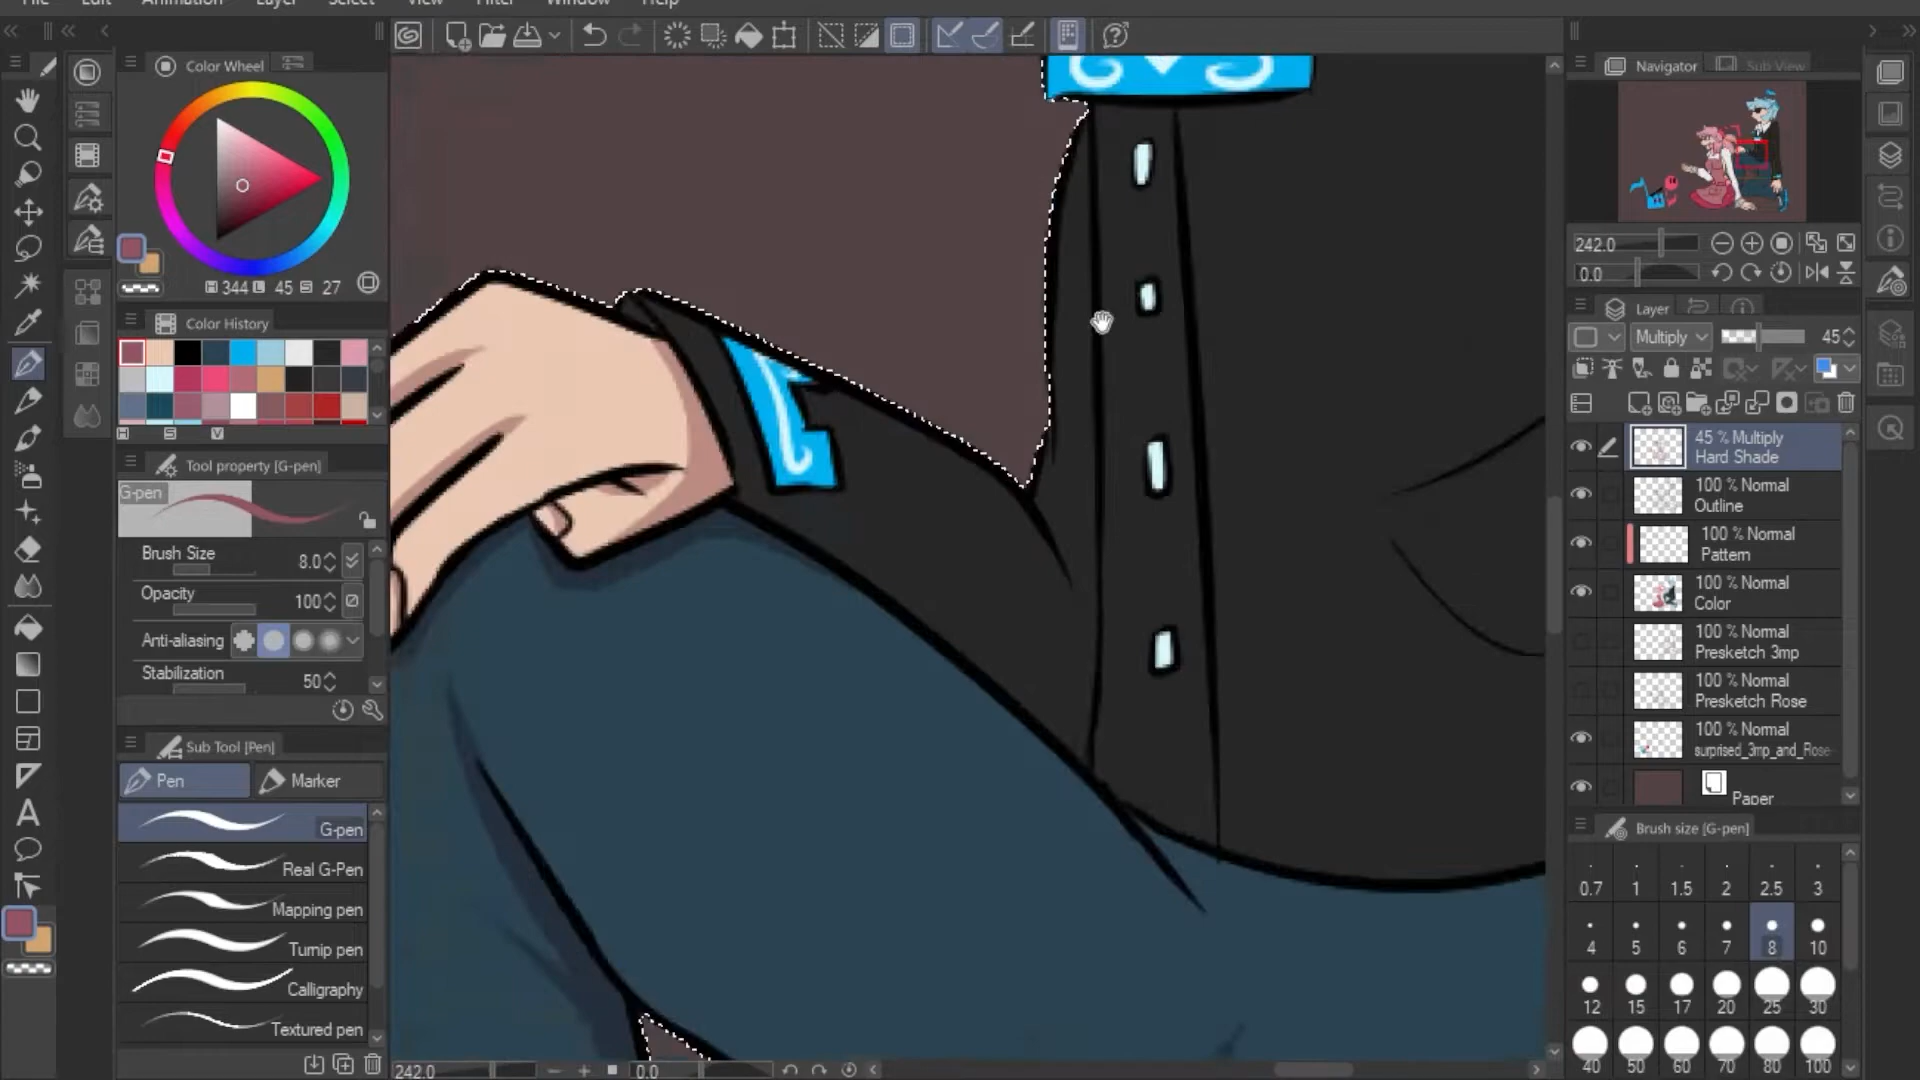 File Edit Animation Layer Select View Filter Window Help
Color Wheel
H 344 L 45 S 27
Color History
H S V
Tool property [G-pen]
G-pen
Brush Size 8.0
Opacity 100
Anti-aliasing
Stabilization 50
Sub Tool [Pen]
Pen Marker
G-pen
Real G-Pen
Mapping pen
Turnip pen
Calligraphy
Textured pen
242.0 0.0
Navigator Sub View
242.0
0.0
Layer
Multiply 45
45 % Multiply
Hard Shade
100 % Normal
Outline
100 % Normal
Pattern
100 % Normal
Color
100 % Normal
Presketch 3mp
100 % Normal
Presketch Rose
100 % Normal
surprised_3mp_and_Rose
Paper
Brush size [G-pen]
0.7 1 1.5 2 2.5 3
4 5 6 7 8 10
12 15 17 20 25 30
40 50 60 70 80 100